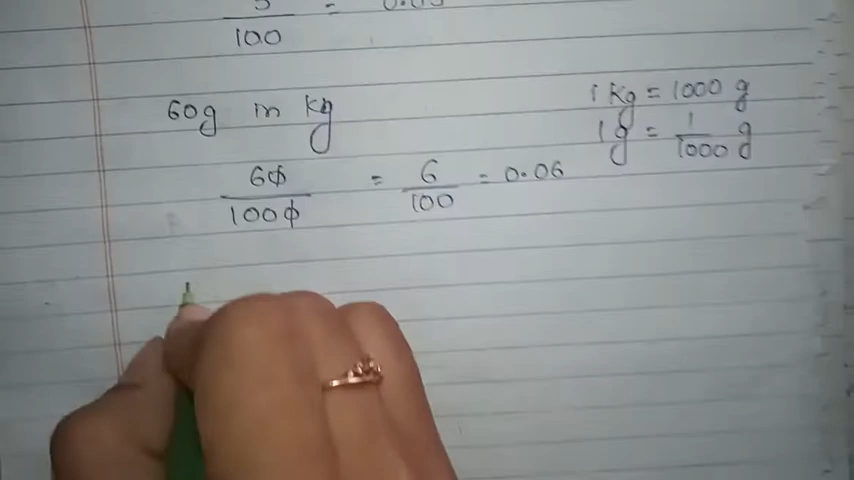 100
60g in kg
1 kg = 1000 g
1 g = 1/1000 g
60/1000 = 6/100 = 0.06